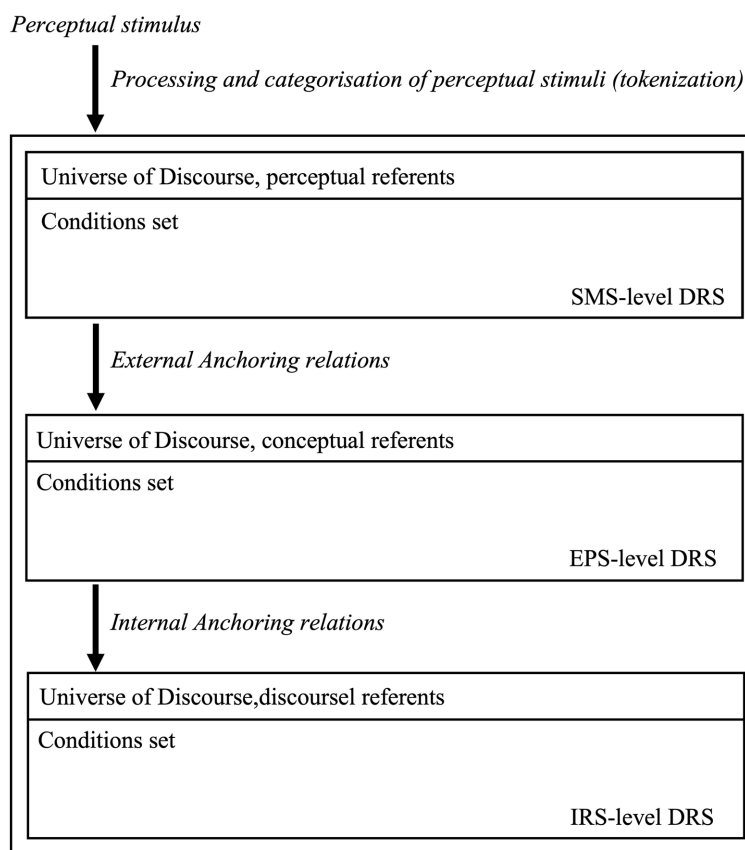 Perceptual stimulus
Processing and categorisation of perceptual stimuli (tokenization)
Universe of Discourse, perceptual referents
Conditions set
SMS-level DRS
External Anchoring relations
Universe of Discourse, conceptual referents
Conditions set
EPS-level DRS
Internal Anchoring relations
Universe of Discourse,discoursel referents
Conditions set
IRS-level DRS